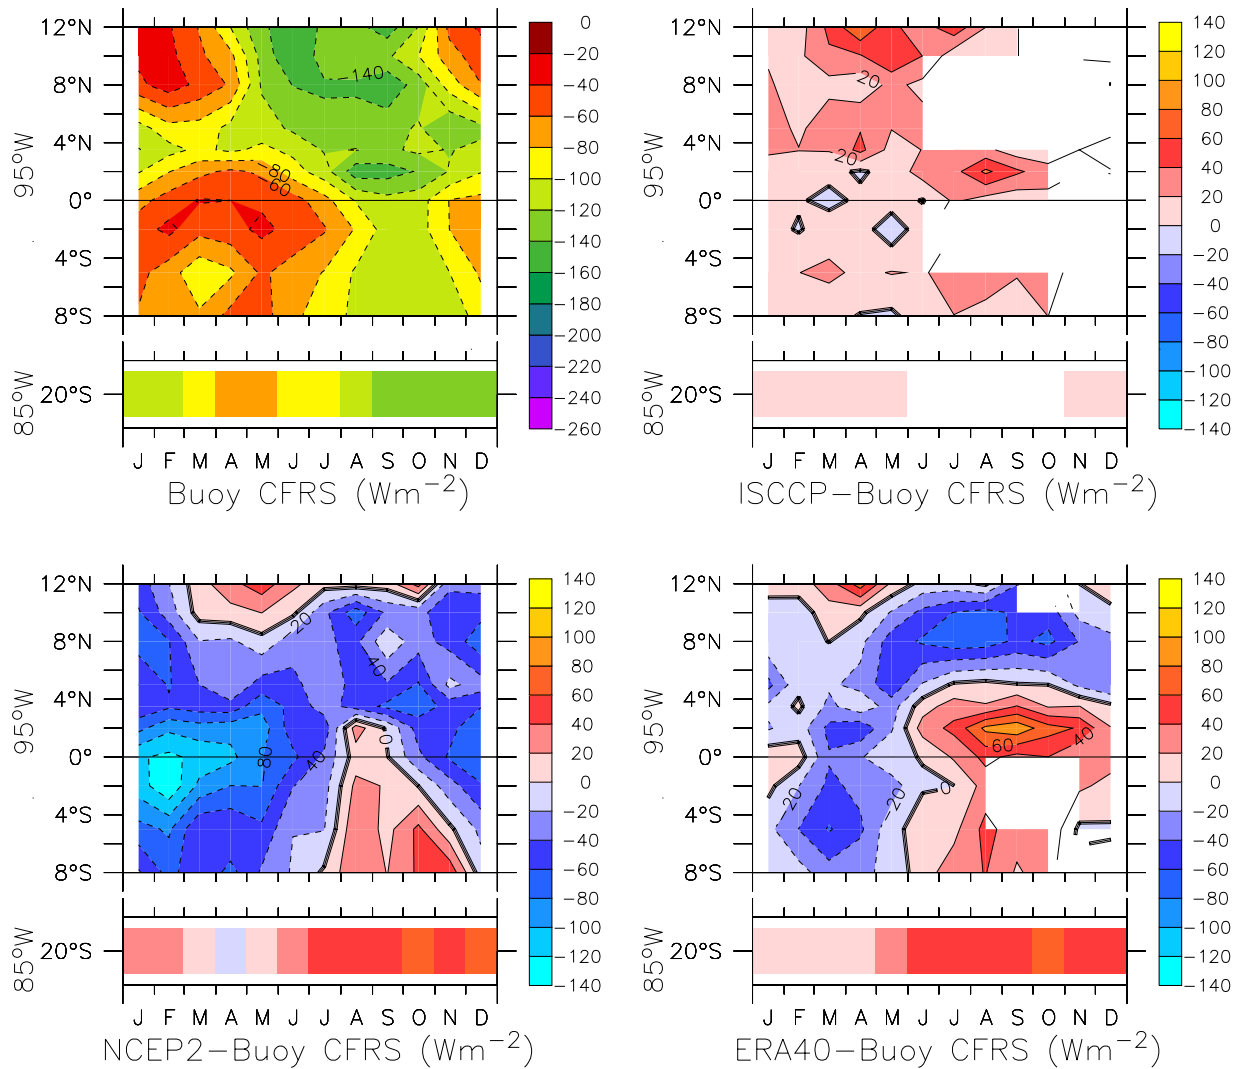 12°N
8°N
4°N
0°
4°S
8°S
95°W
-140
-80
60
0
-20
-40
-60
-80
-100
-120
-140
-160
-180
-200
-220
-240
-260
20°S
85°W
J F M A M J J A S O N D
Buoy CFRS (Wm−2)
12°N
8°N
4°N
0°
4°S
8°S
95°W
20
20
140
120
100
80
60
40
20
0
-20
-40
-60
-80
-100
-120
-140
20°S
85°W
J F M A M J J A S O N D
ISCCP−Buoy CFRS (Wm−2)
12°N
8°N
4°N
0°
4°S
8°S
95°W
20
40
0
80
40
140
120
100
80
60
40
20
0
-20
-40
-60
-80
-100
-120
-140
20°S
85°W
J F M A M J J A S O N D
NCEP2−Buoy CFRS (Wm−2)
12°N
8°N
4°N
0°
4°S
8°S
95°W
60
40
20
20
0
140
120
100
80
60
40
20
0
-20
-40
-60
-80
-100
-120
-140
20°S
85°W
J F M A M J J A S O N D
ERA40−Buoy CFRS (Wm−2)